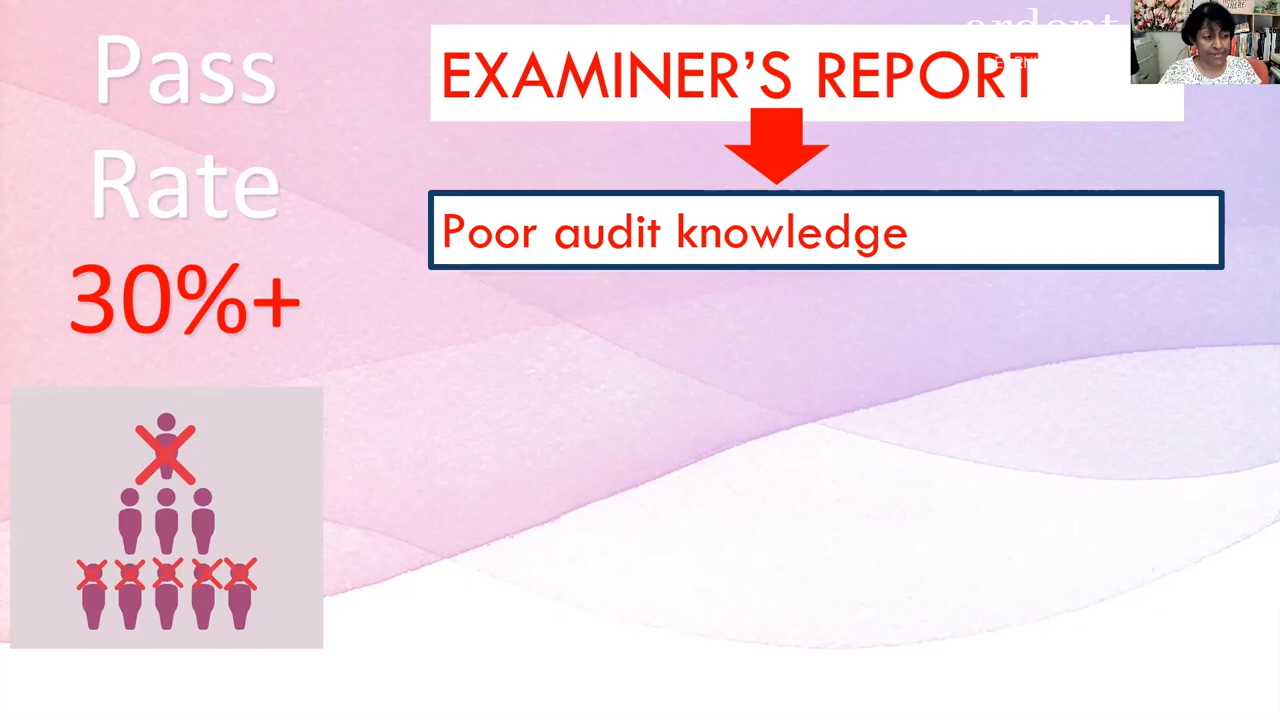 Pass
Rate
30%+
EXAMINER'S REPORT
Poor audit knowledge